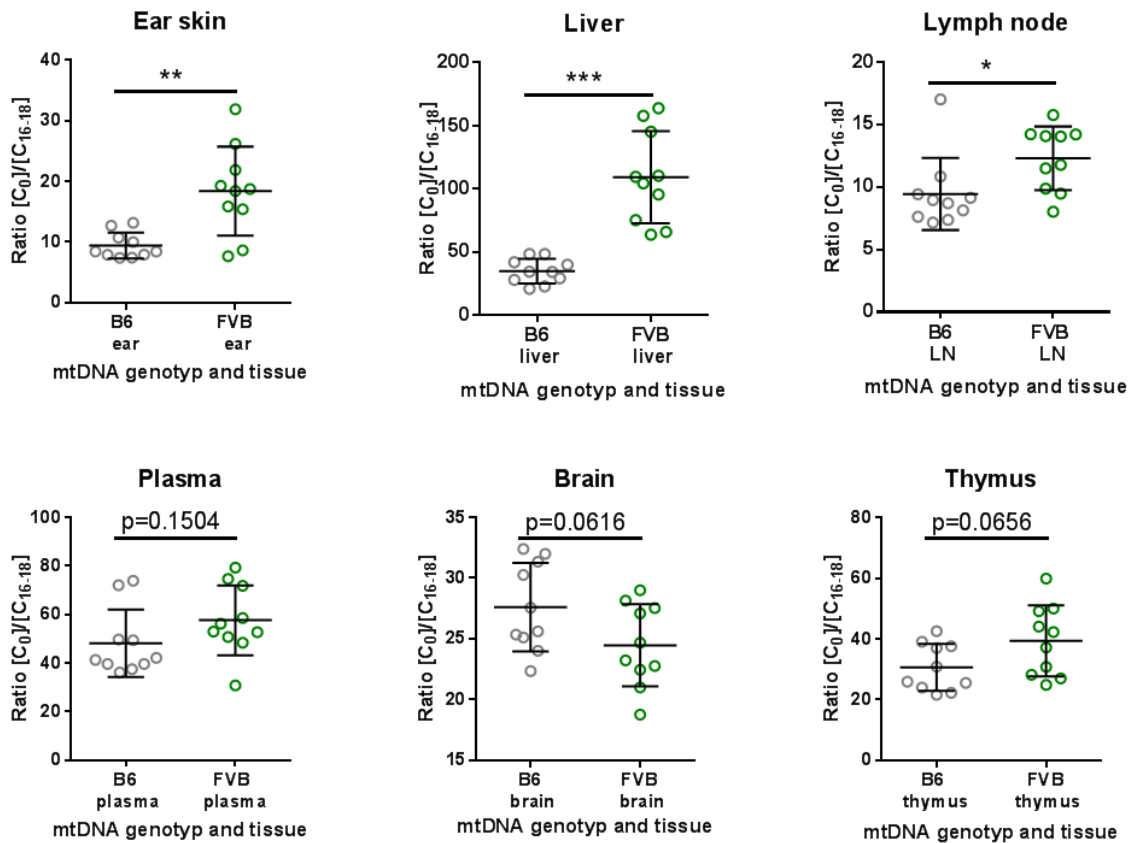 Ear skin
Ratio [C0]/[C16-18]
40
30
20
10
0
**
B6 ear
FVB ear
mtDNA genotyp and tissue
Liver
Ratio [C0]/[C16-18]
200
150
100
50
0
***
B6 liver
FVB liver
mtDNA genotyp and tissue
Lymph node
Ratio [C0]/[C16-18]
20
15
10
5
0
*
B6 LN
FVB LN
mtDNA genotyp and tissue
Plasma
Ratio [C0]/[C16-18]
100
80
60
40
20
0
p=0.1504
B6 plasma
FVB plasma
mtDNA genotyp and tissue
Brain
Ratio [C0]/[C16-18]
35
30
25
20
15
p=0.0616
B6 brain
FVB brain
mtDNA genotyp and tissue
Thymus
Ratio [C0]/[C16-18]
80
60
40
20
0
p=0.0656
B6 thymus
FVB thymus
mtDNA genotyp and tissue